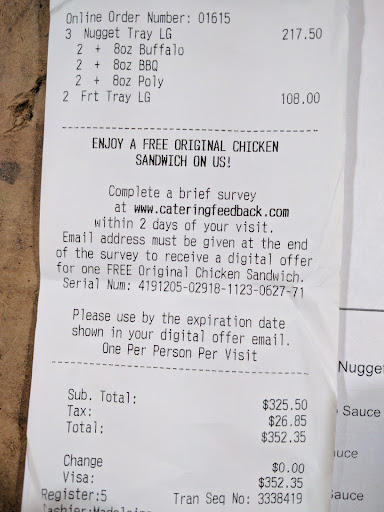 Online Order Number: 01615
3 Nugget Tray LG 217.50
2 + 8oz Buffalo
2 + 8oz BBQ
2 + 8oz Poly
2 Frt Tray LG 108.00
ENJOY A FREE ORIGINAL CHICKEN
SANDWICH ON US!
Complete a brief survey
at www.cateringfeedback.com
within 2 days of your visit.
Email address must be given at the end
of the survey to receive a digital offer
for one FREE Original Chicken Sandwich.
Serial Num: 4191205-02918-1123-0627-71
Please use by the expiration date
shown in your digital offer email.
One Per Person Per Visit
Sub. Total: $325.50
Tax: $26.85
Total: $352.35
Change $0.00
Visa: $352.35
Register:5 Tran Seq No: 3338419
Nugget
Sauce